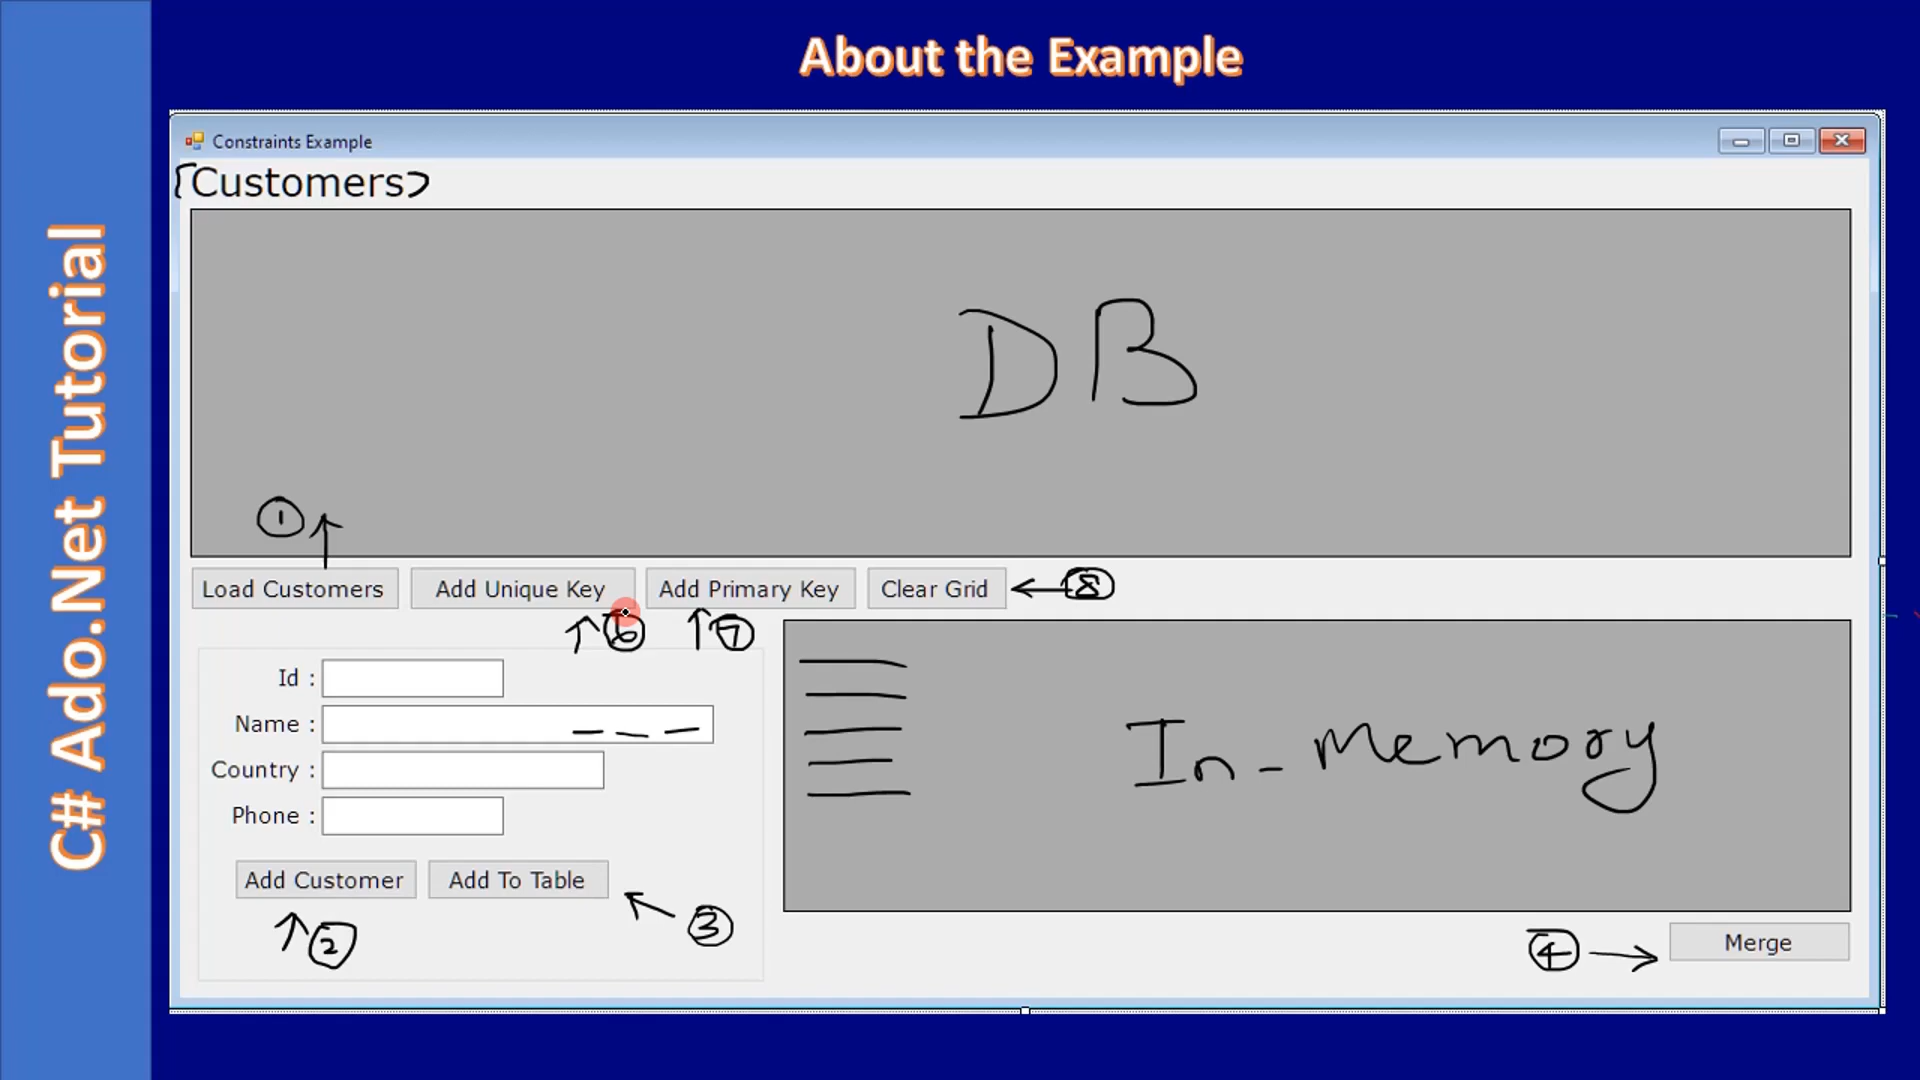 About the Example
C# Ado.Net Tutorial
Constraints Example
Customers
DB
1
Load Customers
Add Unique Key
Add Primary Key
Clear Grid
8
6
7
Id :
Name :
Country :
Phone :
In-Memory
Add Customer
Add To Table
2
3
4
Merge